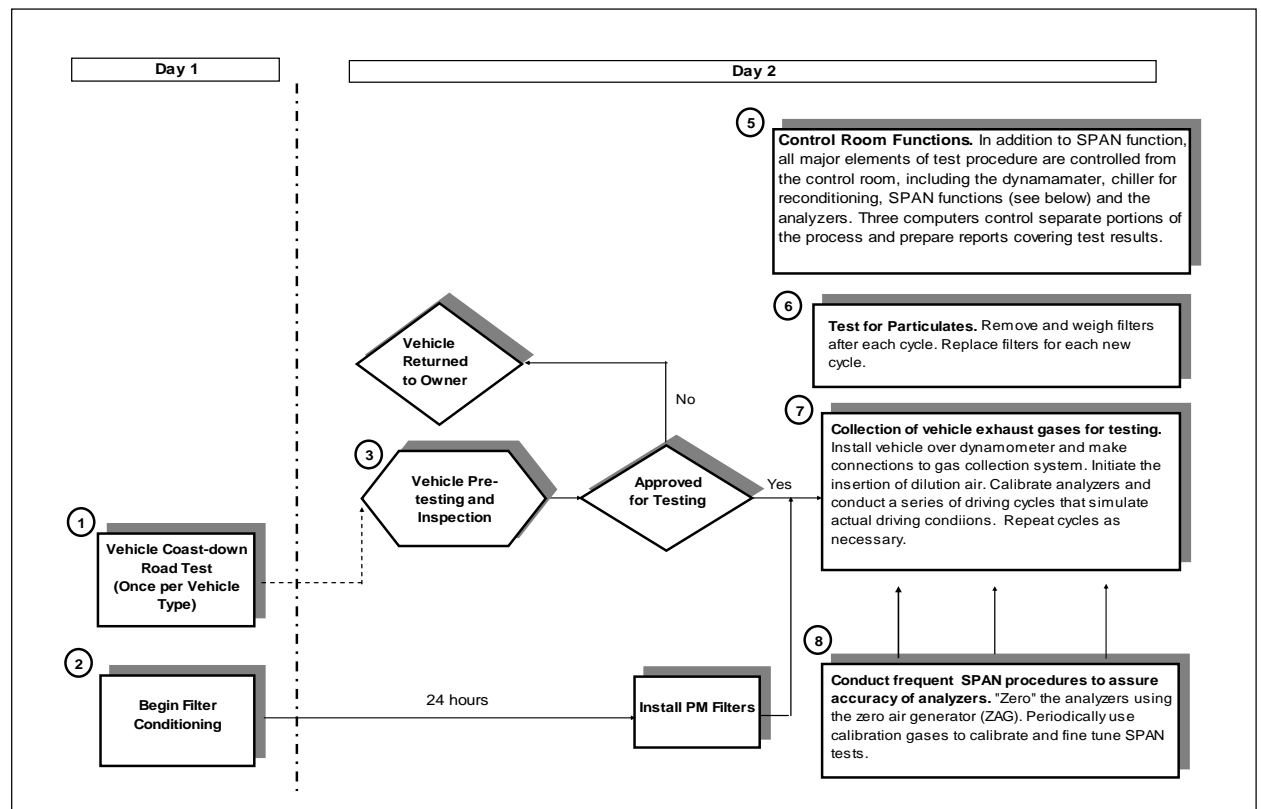 Day 1
Day 2
5
Control Room Functions. In addition to SPAN function,
all major elements of test procedure are controlled from
the control room, including the dynamamater, chiller for
reconditioning, SPAN functions (see below) and the
analyzers. Three computers control separate portions of
the process and prepare reports covering test results.
6
Test for Particulates. Remove and weigh filters
after each cycle. Replace filters for each new
cycle.
Vehicle
Returned
to Owner
No
7
Collection of vehicle exhaust gases for testing.
Install vehicle over dynamometer and make
connections to gas collection system. Initiate the
insertion of dilution air. Calibrate analyzers and
conduct a series of driving cycles that simulate
actual driving condiions. Repeat cycles as
necessary.
3
Vehicle Pre-
testing and
Inspection
Approved
for Testing
Yes
1
Vehicle Coast-down
Road Test
(Once per Vehicle
Type)
2
Begin Filter
Conditioning
24 hours
Install PM Filters
8
Conduct frequent SPAN procedures to assure
accuracy of analyzers. "Zero" the analyzers using
the zero air generator (ZAG). Periodically use
calibration gases to calibrate and fine tune SPAN
tests.